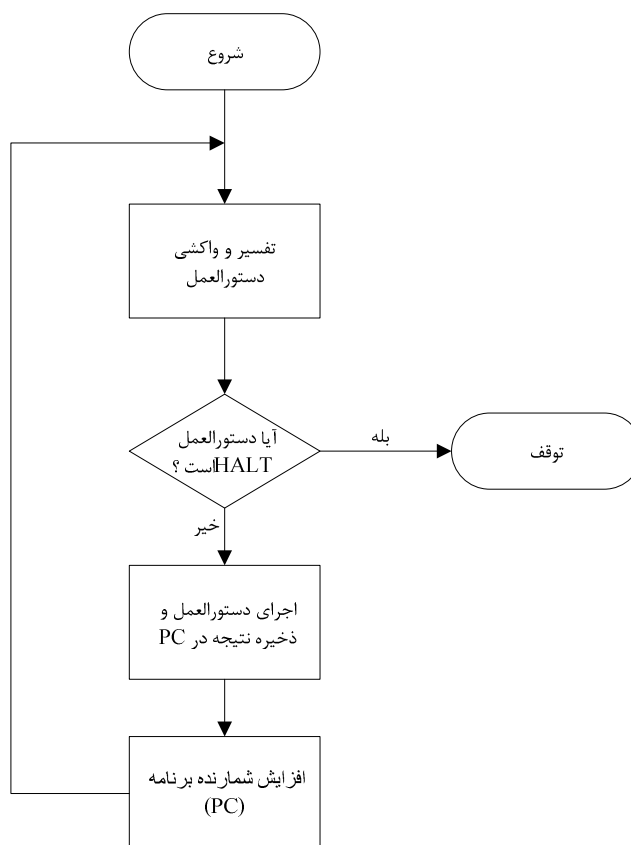 شروع
تفسیر و واکشی
دستورالعمل
آیا دستورالعمل
HALTاست ؟
بله
توقف
خیر
اجرای دستورالعمل و
ذخیره نتیجه در PC
افزایش شمارنده برنامه
(PC)